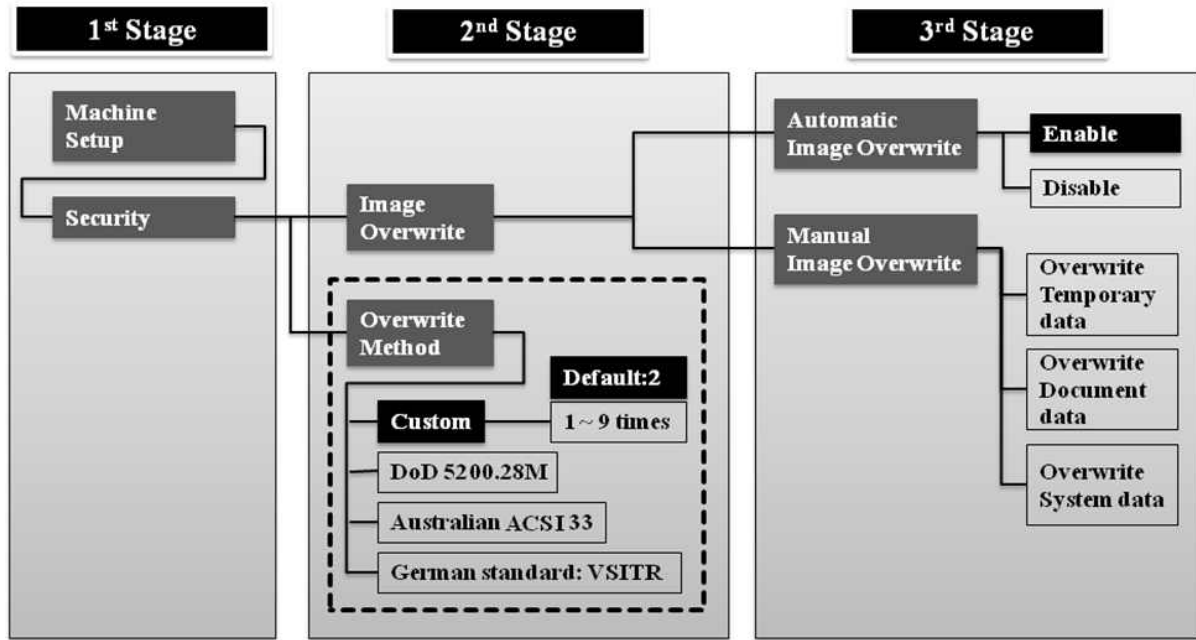 1st Stage
2nd Stage
3rd Stage
Machine
Setup
Security
Image
Overwrite
Overwrite
Method
Default:2
Custom
1 ~ 9 times
DoD 5200.28M
Australian ACSI 33
German standard: VSITR
Automatic
Image Overwrite
Enable
Disable
Manual
Image Overwrite
Overwrite
Temporary
data
Overwrite
Document
data
Overwrite
System data